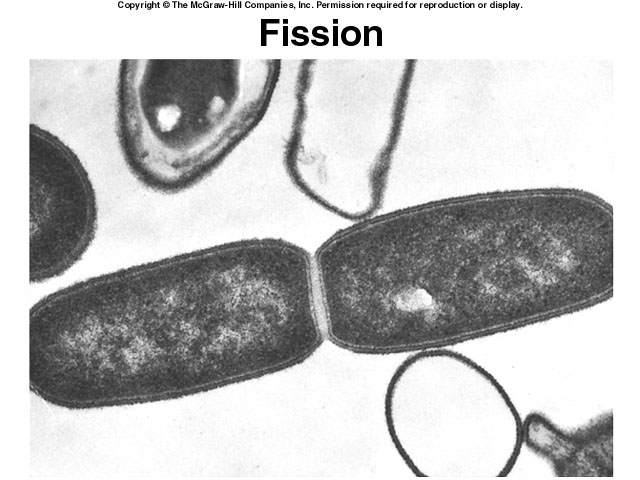 Copyright © The McGraw-Hill Companies, Inc. Permission required for reproduction or display.
Fission